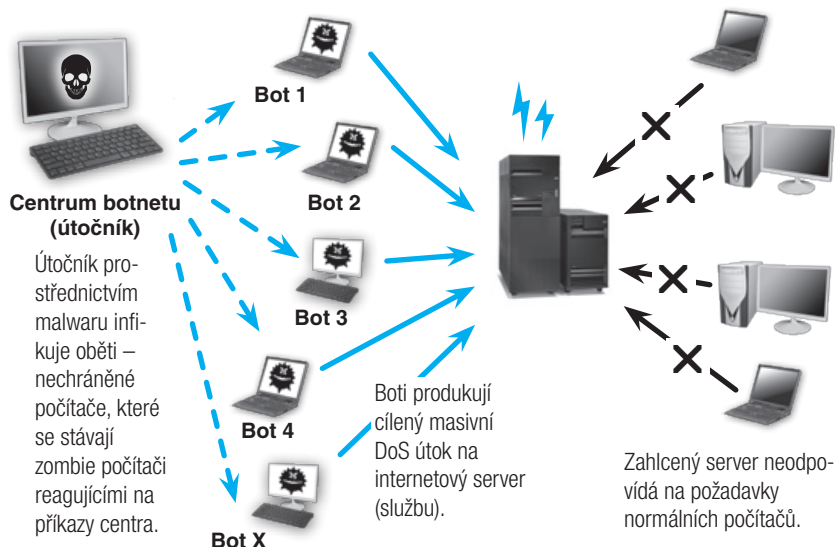 Bot 1
Bot 2
Bot 3
Bot 4
Bot X
Centrum botnetu
(útočník)
Útočník pro-
střednictvím
malwaru infi-
kuje oběti –
nechráněné
počítače, které
se stávají
zombie počítači
reagujícími na
příkazy centra.
Boti produkují
cílený masivní
DoS útok na
internetový server
(službu).
Zahlcený server neodpo-
vídá na požadavky
normálních počítačů.